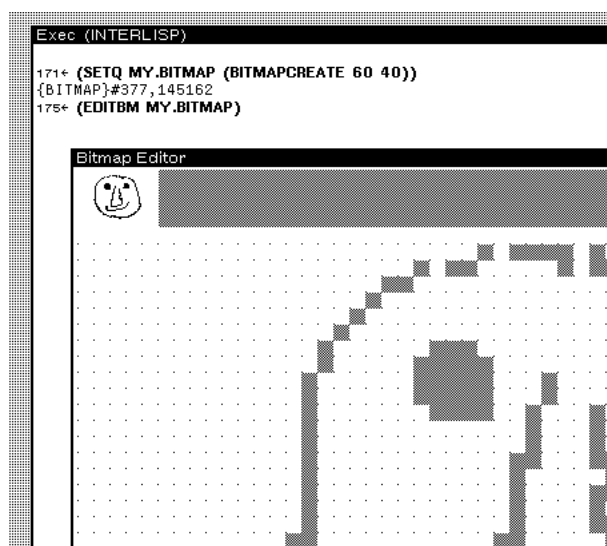 Exec (INTERLISP)
171← (SETQ MY.BITMAP (BITMAPCREATE 60 40))
{BITMAP}#377,145162
175← (EDITBM MY.BITMAP)
Bitmap Editor